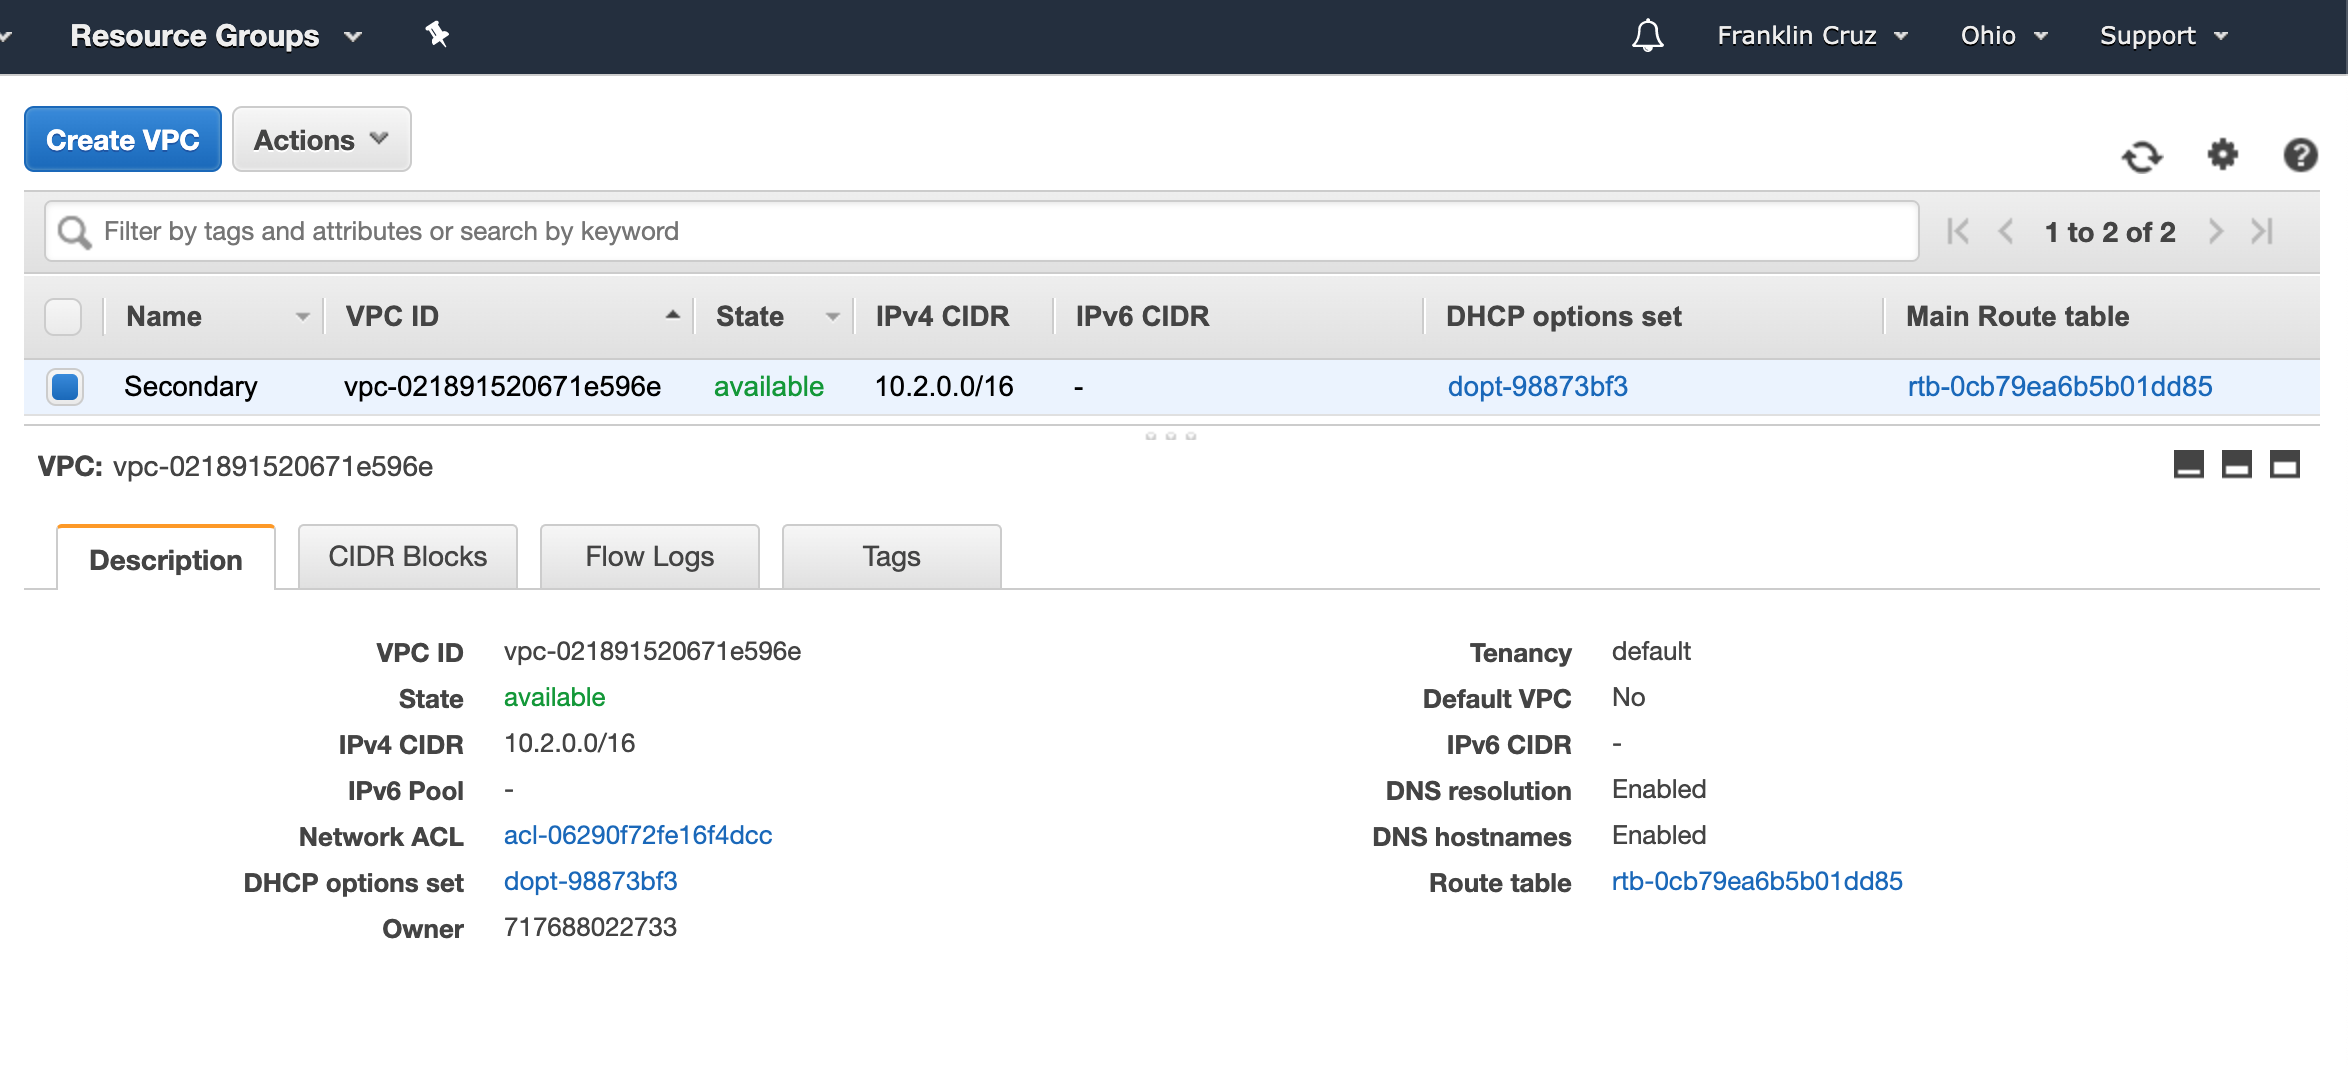 Resource Groups Franklin Cruz Ohio Support
Create VPC Actions
Filter by tags and attributes or search by keyword 1 to 2 of 2
Name VPC ID State IPv4 CIDR IPv6 CIDR DHCP options set Main Route table
Secondary vpc-021891520671e596e available 10.2.0.0/16 - dopt-98873bf3 rtb-0cb79ea6b5b01dd85
VPC: vpc-021891520671e596e
Description CIDR Blocks Flow Logs Tags
VPC ID vpc-021891520671e596e
State available
IPv4 CIDR 10.2.0.0/16
IPv6 Pool -
Network ACL acl-06290f72fe16f4dcc
DHCP options set dopt-98873bf3
Owner 717688022733
Tenancy default
Default VPC No
IPv6 CIDR -
DNS resolution Enabled
DNS hostnames Enabled
Route table rtb-0cb79ea6b5b01dd85